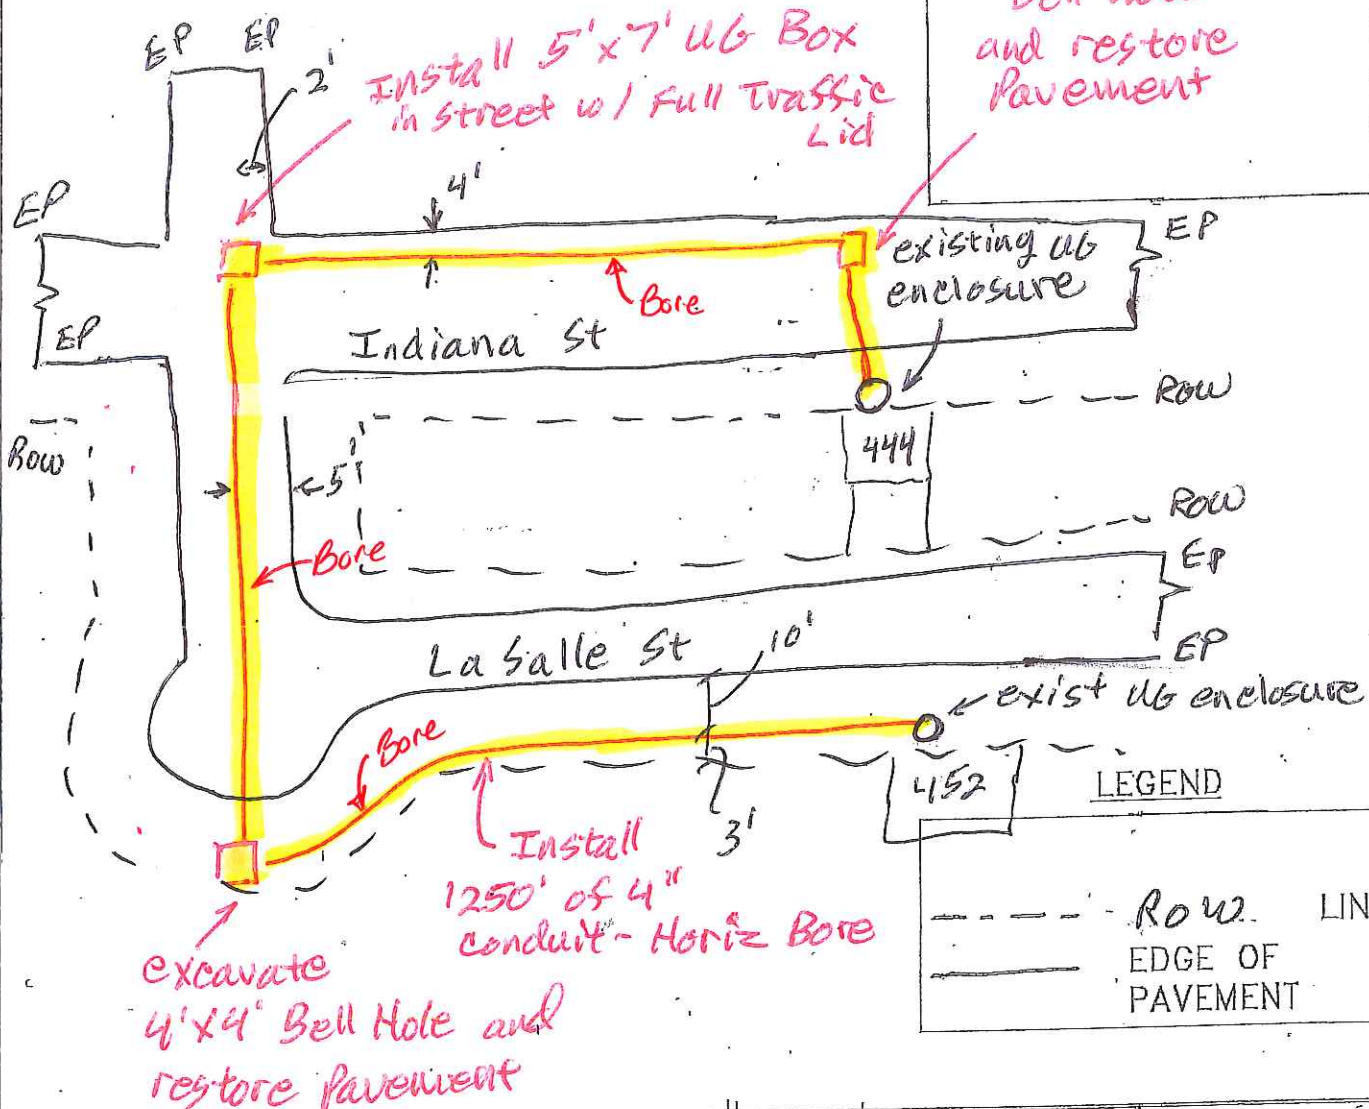 EP EP
2'
Install 5'x7' UG Box
in street w/ Full Traffic
Lid
and restore
Pavement
EP
4'
EP
existing UG
enclosure
Bore
EP
Indiana St
ROW
Row
5'
444
ROW
Bore
EP
La Salle St
10'
EP
exist UG enclosure
Bore
452
LEGEND
3'
Install
1250' of 4"
conduit - Horiz Bore
ROW LIN
EDGE OF
PAVEMENT
excavate
4'x4' Bell Hole and
restore Pavement